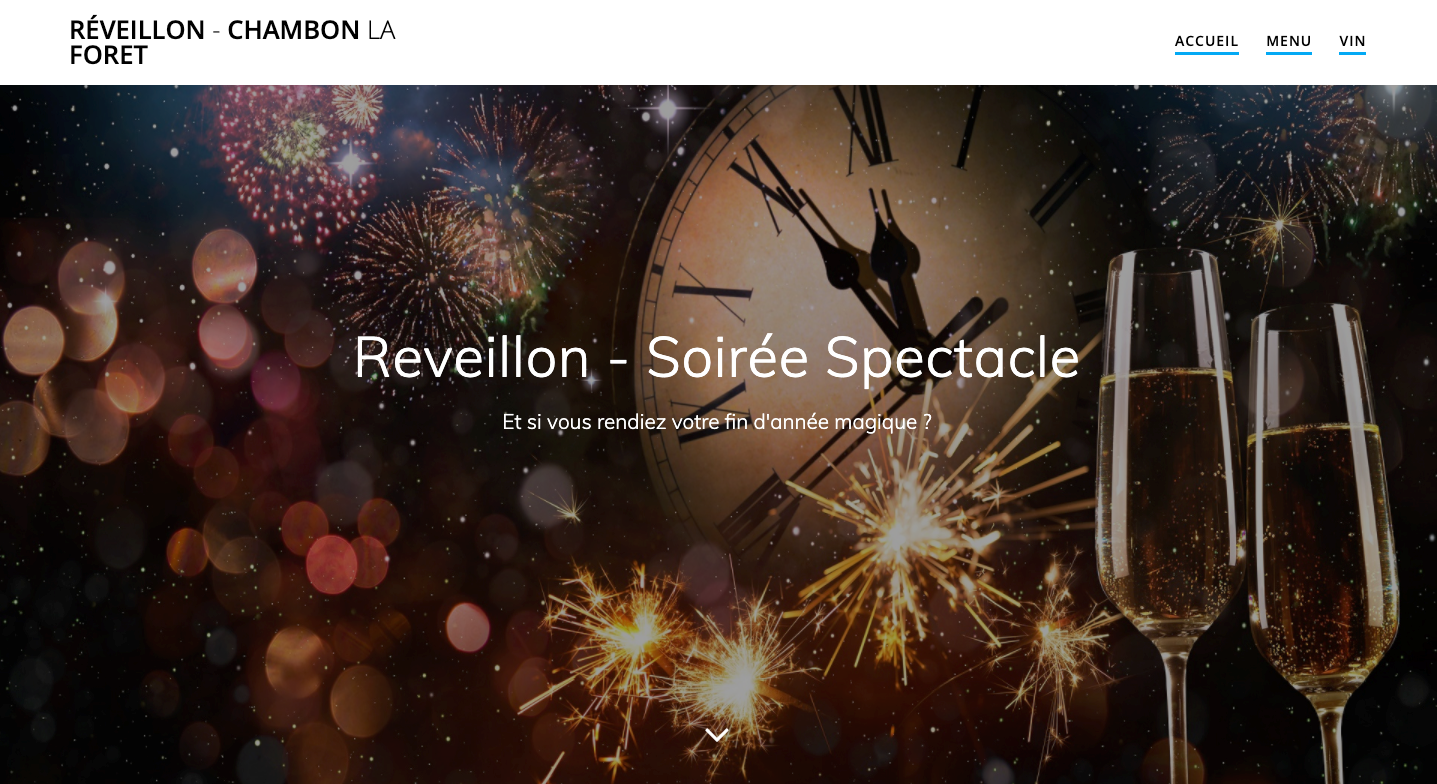 RÉVEILLON - CHAMBON LA
FORET
ACCUEIL MENU VIN
Reveillon - Soirée Spectacle
Et si vous rendiez votre fin d'année magique ?